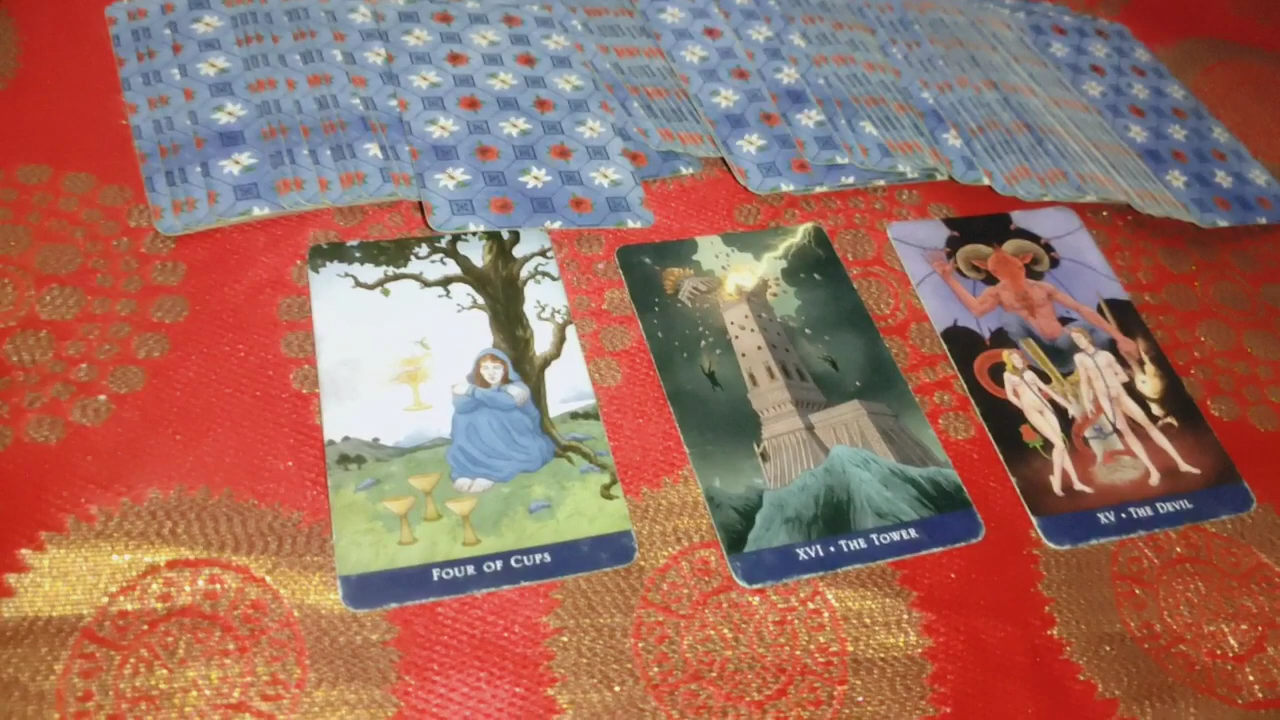 Four of Cups
XVI • The Tower
XV • The Devil